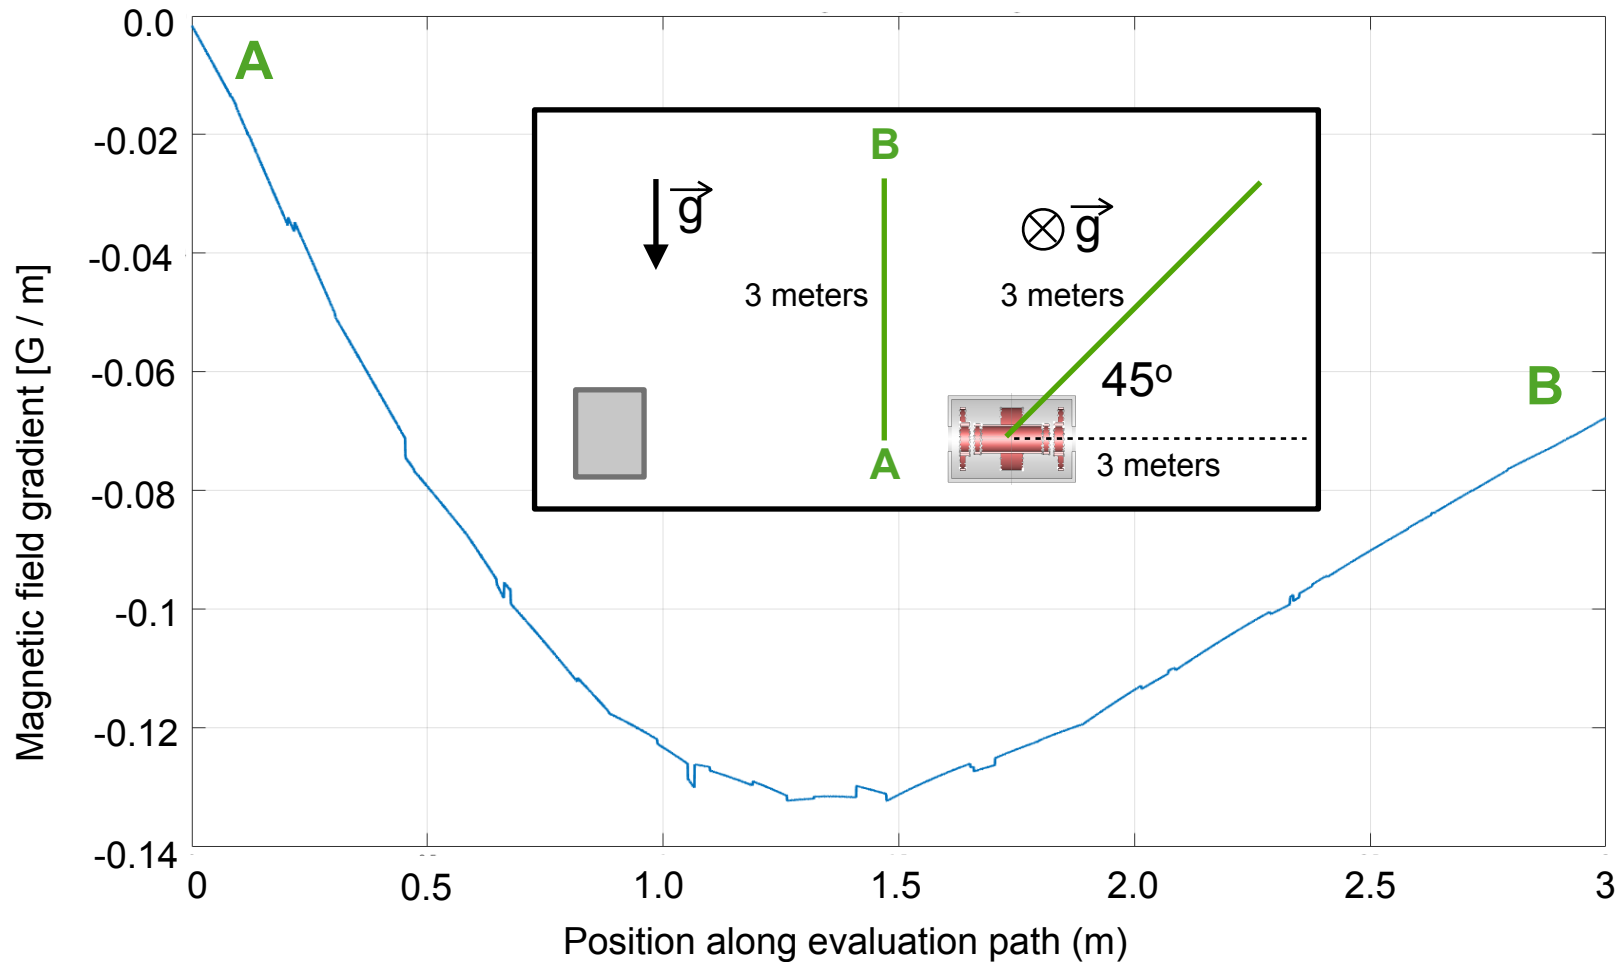 0.0
-0.02
-0.04
-0.06
-0.08
-0.1
-0.12
-0.14
Magnetic field gradient [G / m]
A
B
g
3 meters
A
g
3 meters
45o
3 meters
B
0 0.5 1.0 1.5 2.0 2.5 3
Position along evaluation path (m)